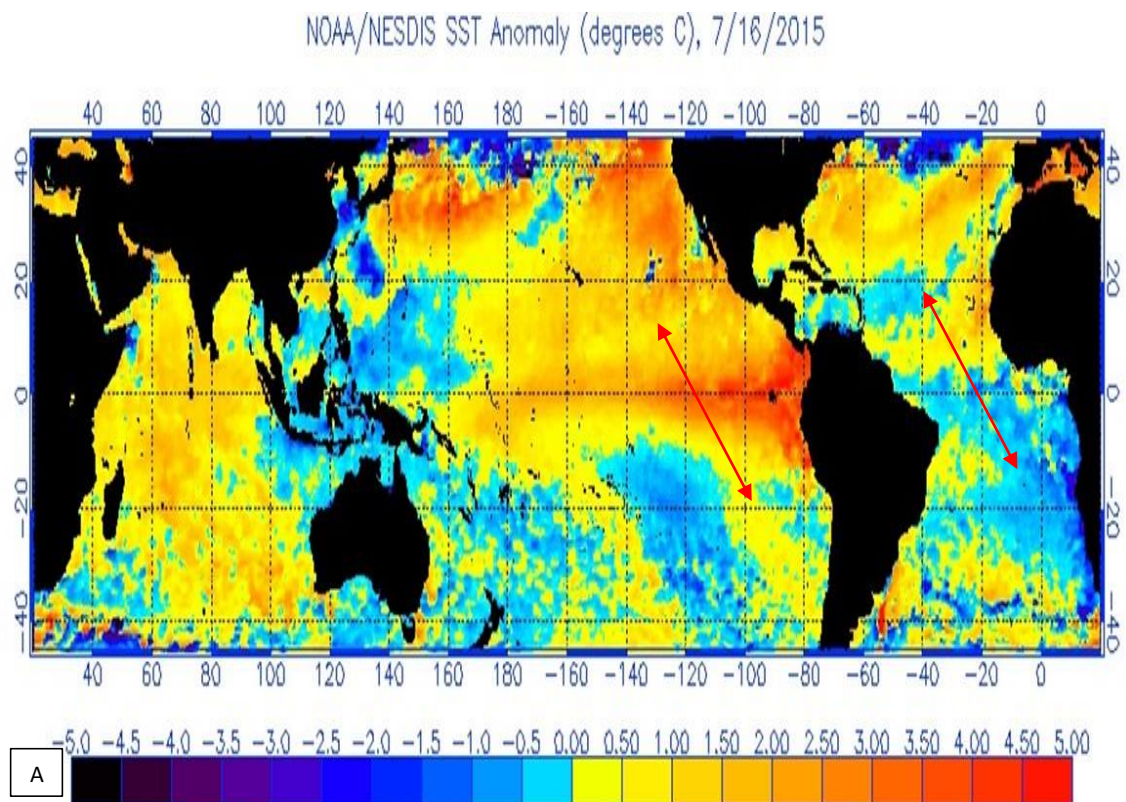 NOAA/NESDIS SST Anomaly (degrees C), 7/16/2015
40 60 80 100 120 140 160 180 -160 -140 -120 -100 -80 -60 -40 -20 0
40 40
20 20
0 0
-20 -20
-40 -40
40 60 80 100 120 140 160 180 -160 -140 -120 -100 -80 -60 -40 -20 0
-5.0 -4.5 -4.0 -3.5 -3.0 -2.5 -2.0 -1.5 -1.0 -0.5 0.00 0.50 1.00 1.50 2.00 2.50 3.00 3.50 4.00 4.50 5.00
A